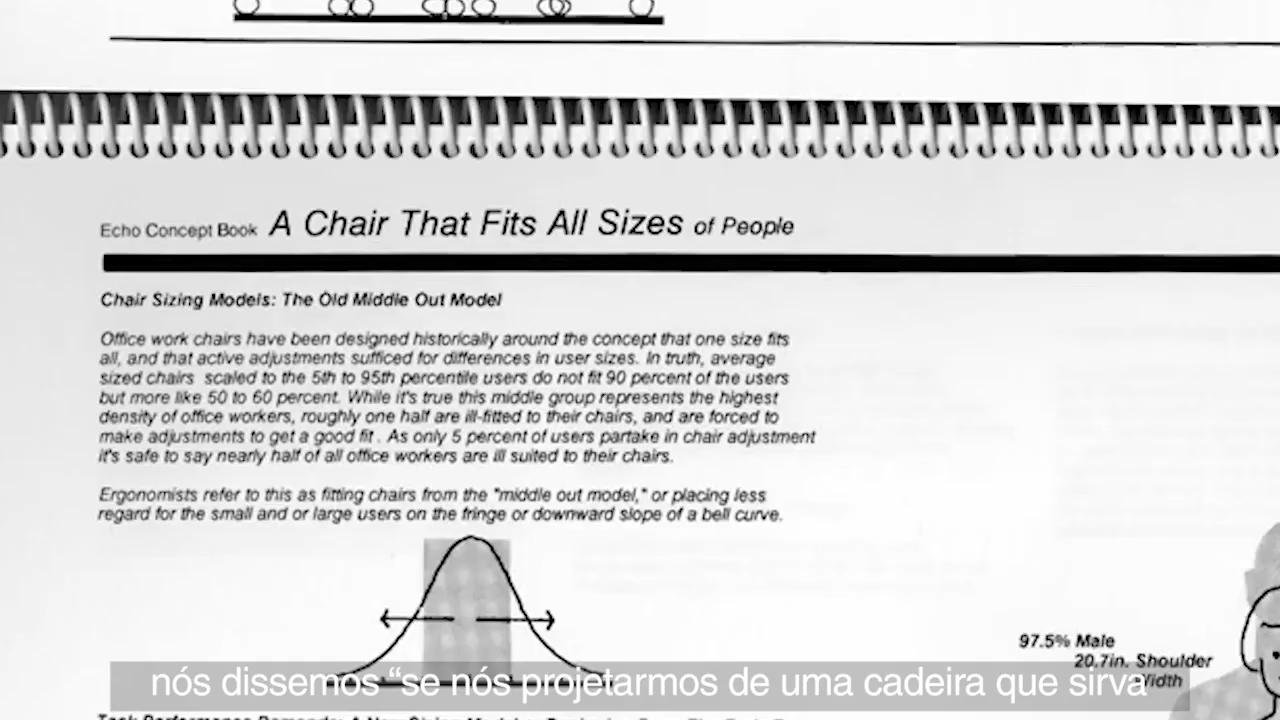 Echo Concept Book A Chair That Fits All Sizes of People
Chair Sizing Models: The Old Middle Out Model
Office work chairs have been designed historically around the concept that one size fits
all, and that active adjustments sufficed for differences in user sizes. In truth, average
sized chairs scaled to the 5th to 95th percentile users do not fit 90 percent of the users
but more like 50 to 60 percent. While it's true this middle group represents the highest
density of office workers, roughly one half are ill-fitted to their chairs, and are forced to
make adjustments to get a good fit . As only 5 percent of users partake in chair adjustment
it's safe to say nearly half of all office workers are ill suited to their chairs.
Ergonomists refer to this as fitting chairs from the "middle out model," or placing less
regard for the small and or large users on the fringe or downward slope of a bell curve.
97.5% Male
20.7in. Shoulder
Width
nós dissemos “se nós projetarmos de uma cadeira que sirva